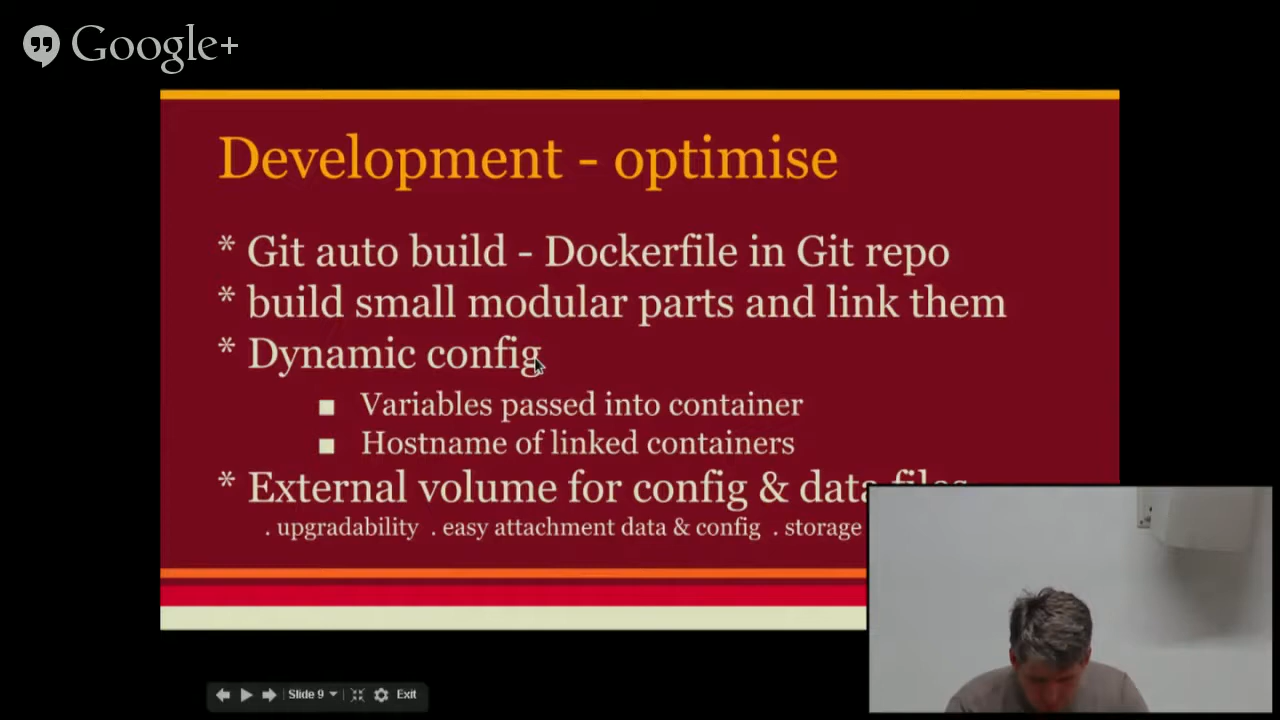 Google+
Development - optimise
* Git auto build - Dockerfile in Git repo
* build small modular parts and link them
* Dynamic config
■ Variables passed into container
■ Hostname of linked containers
* External volume for config & data files
. upgradability . easy attachment data & config . storage
Slide 9
Exit